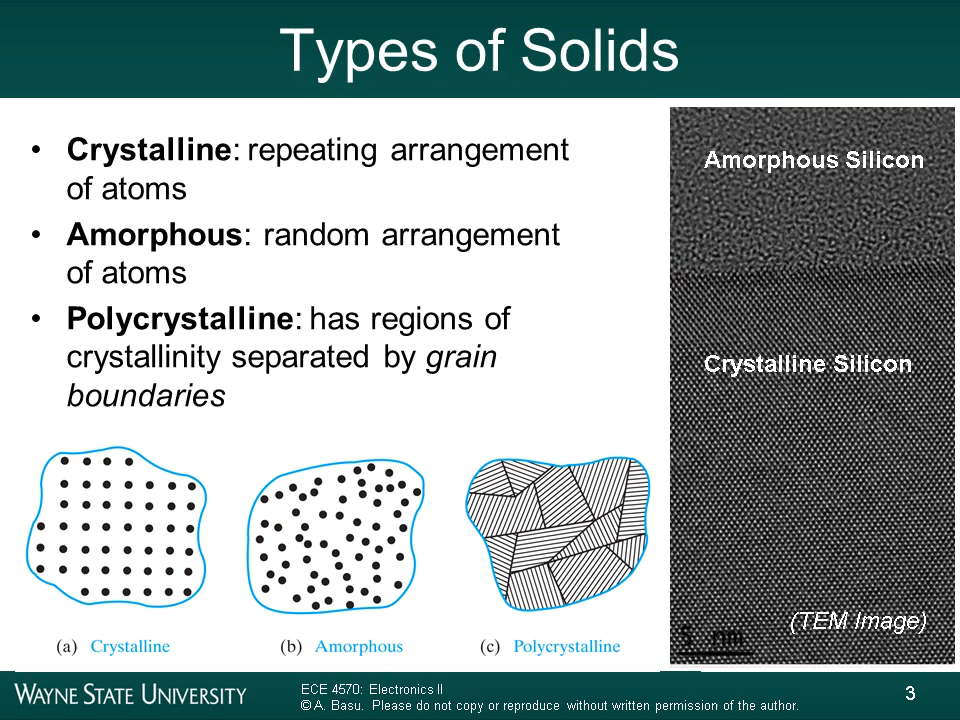 Types of Solids
• Crystalline: repeating arrangement
of atoms
• Amorphous: random arrangement
of atoms
• Polycrystalline: has regions of
crystallinity separated by grain
boundaries
Amorphous Silicon
Crystalline Silicon
(TEM Image)
5 nm
(a) Crystalline
(b) Amorphous
(c) Polycrystalline
WAYNE STATE UNIVERSITY
ECE 4570: Electronics II
© A. Basu. Please do not copy or reproduce without written permission of the author.
3